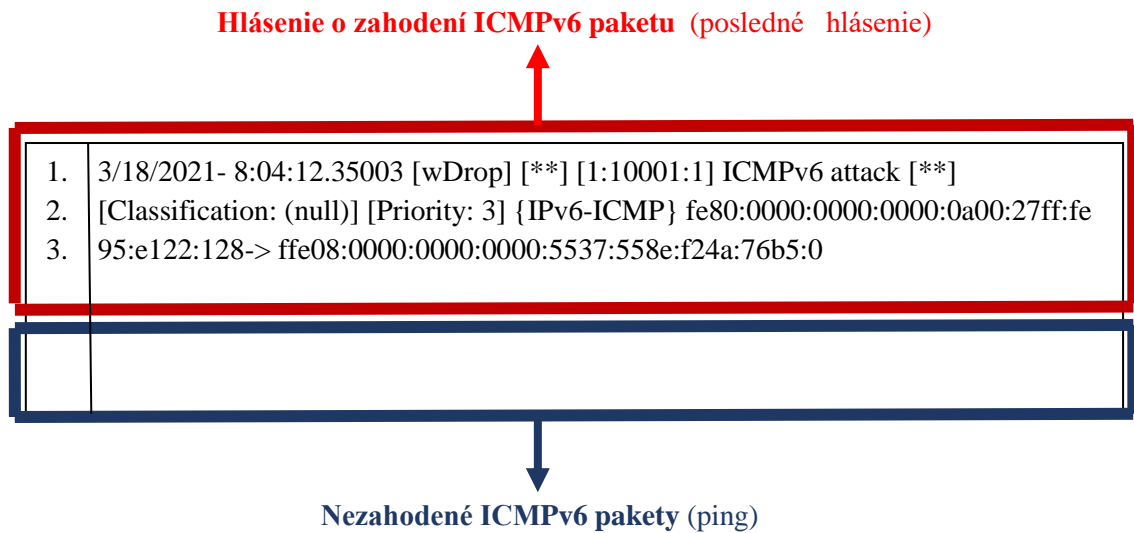 Hlásenie o zahodení ICMPv6 paketu (posledné hlásenie)
1. 3/18/2021- 8:04:12.35003 [wDrop] [**] [1:10001:1] ICMPv6 attack [**]
2. [Classification: (null)] [Priority: 3] {IPv6-ICMP} fe80:0000:0000:0000:0a00:27ff:fe
3. 95:e122:128-> ffe08:0000:0000:0000:5537:558e:f24a:76b5:0
Nezahodené ICMPv6 pakety (ping)